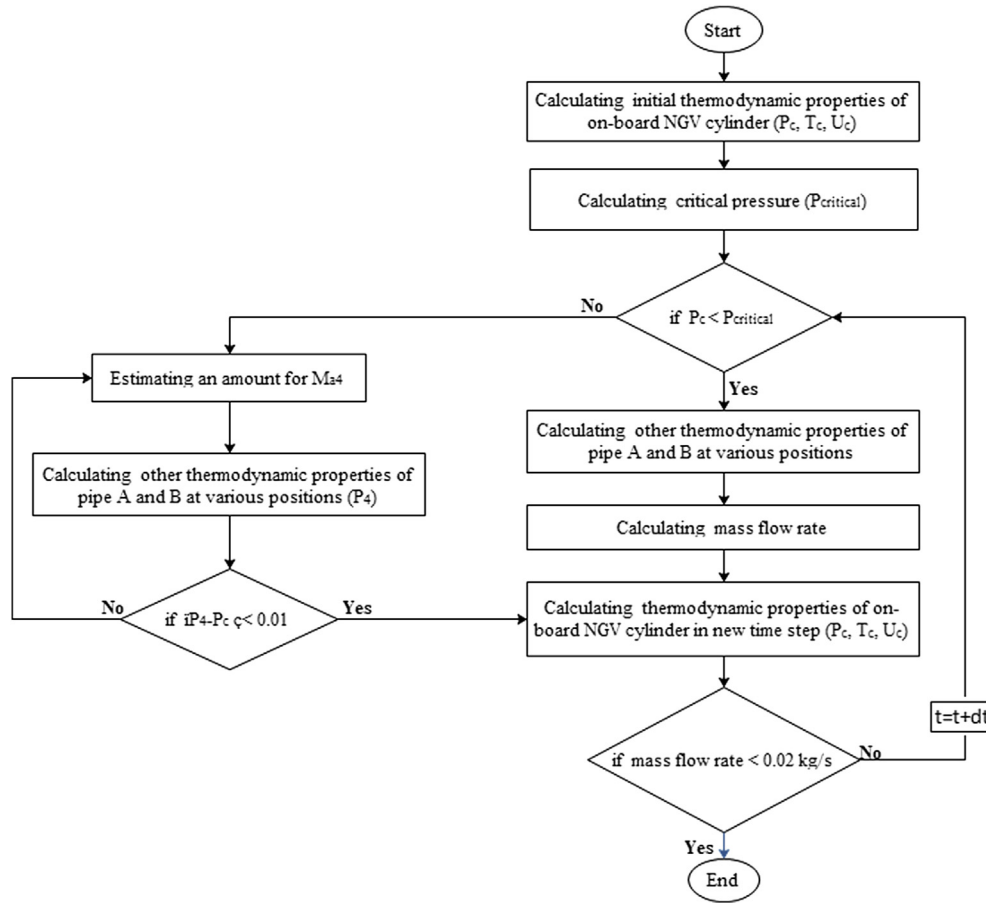 Start
Calculating initial thermodynamic properties of
on-board NGV cylinder (Pc, Tc, Uc)
Calculating critical pressure (Pcritical)
if Pc < Pcritical
No
Yes
Estimating an amount for Ma4
Calculating other thermodynamic properties of
pipe A and B at various positions (P4)
if ïP4-Pc ç< 0.01
No
Yes
Calculating other thermodynamic properties of
pipe A and B at various positions
Calculating mass flow rate
Calculating thermodynamic properties of on-
board NGV cylinder in new time step (Pc, Tc, Uc)
t=t+dt
if mass flow rate < 0.02 kg/s
No
Yes
End